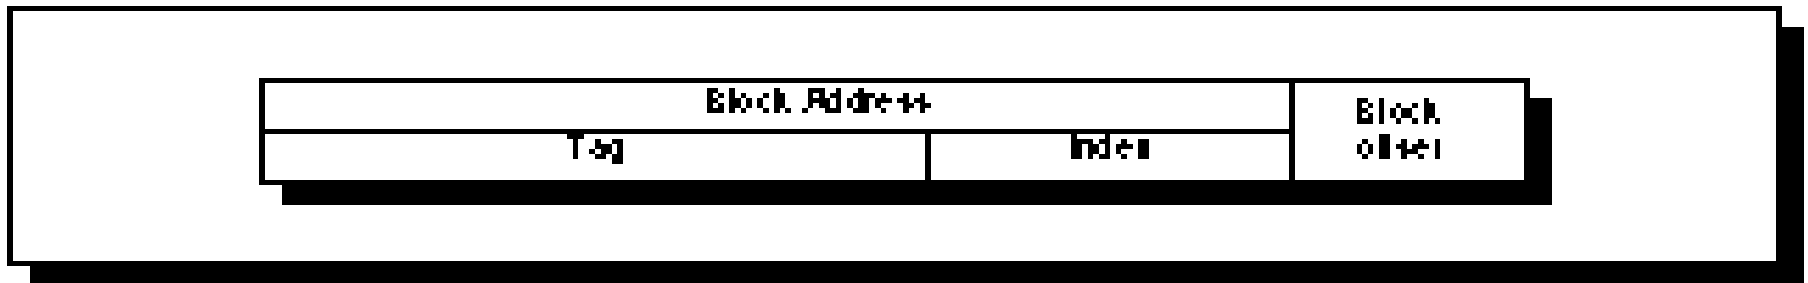 Block Address
Tag
Index
Block
offset